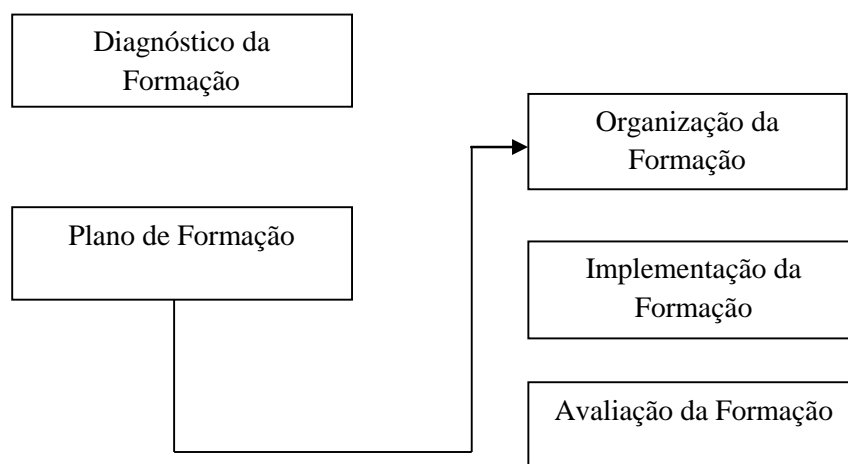 Diagnóstico da
Formação
Plano de Formação
Organização da
Formação
Implementação da
Formação
Avaliação da Formação